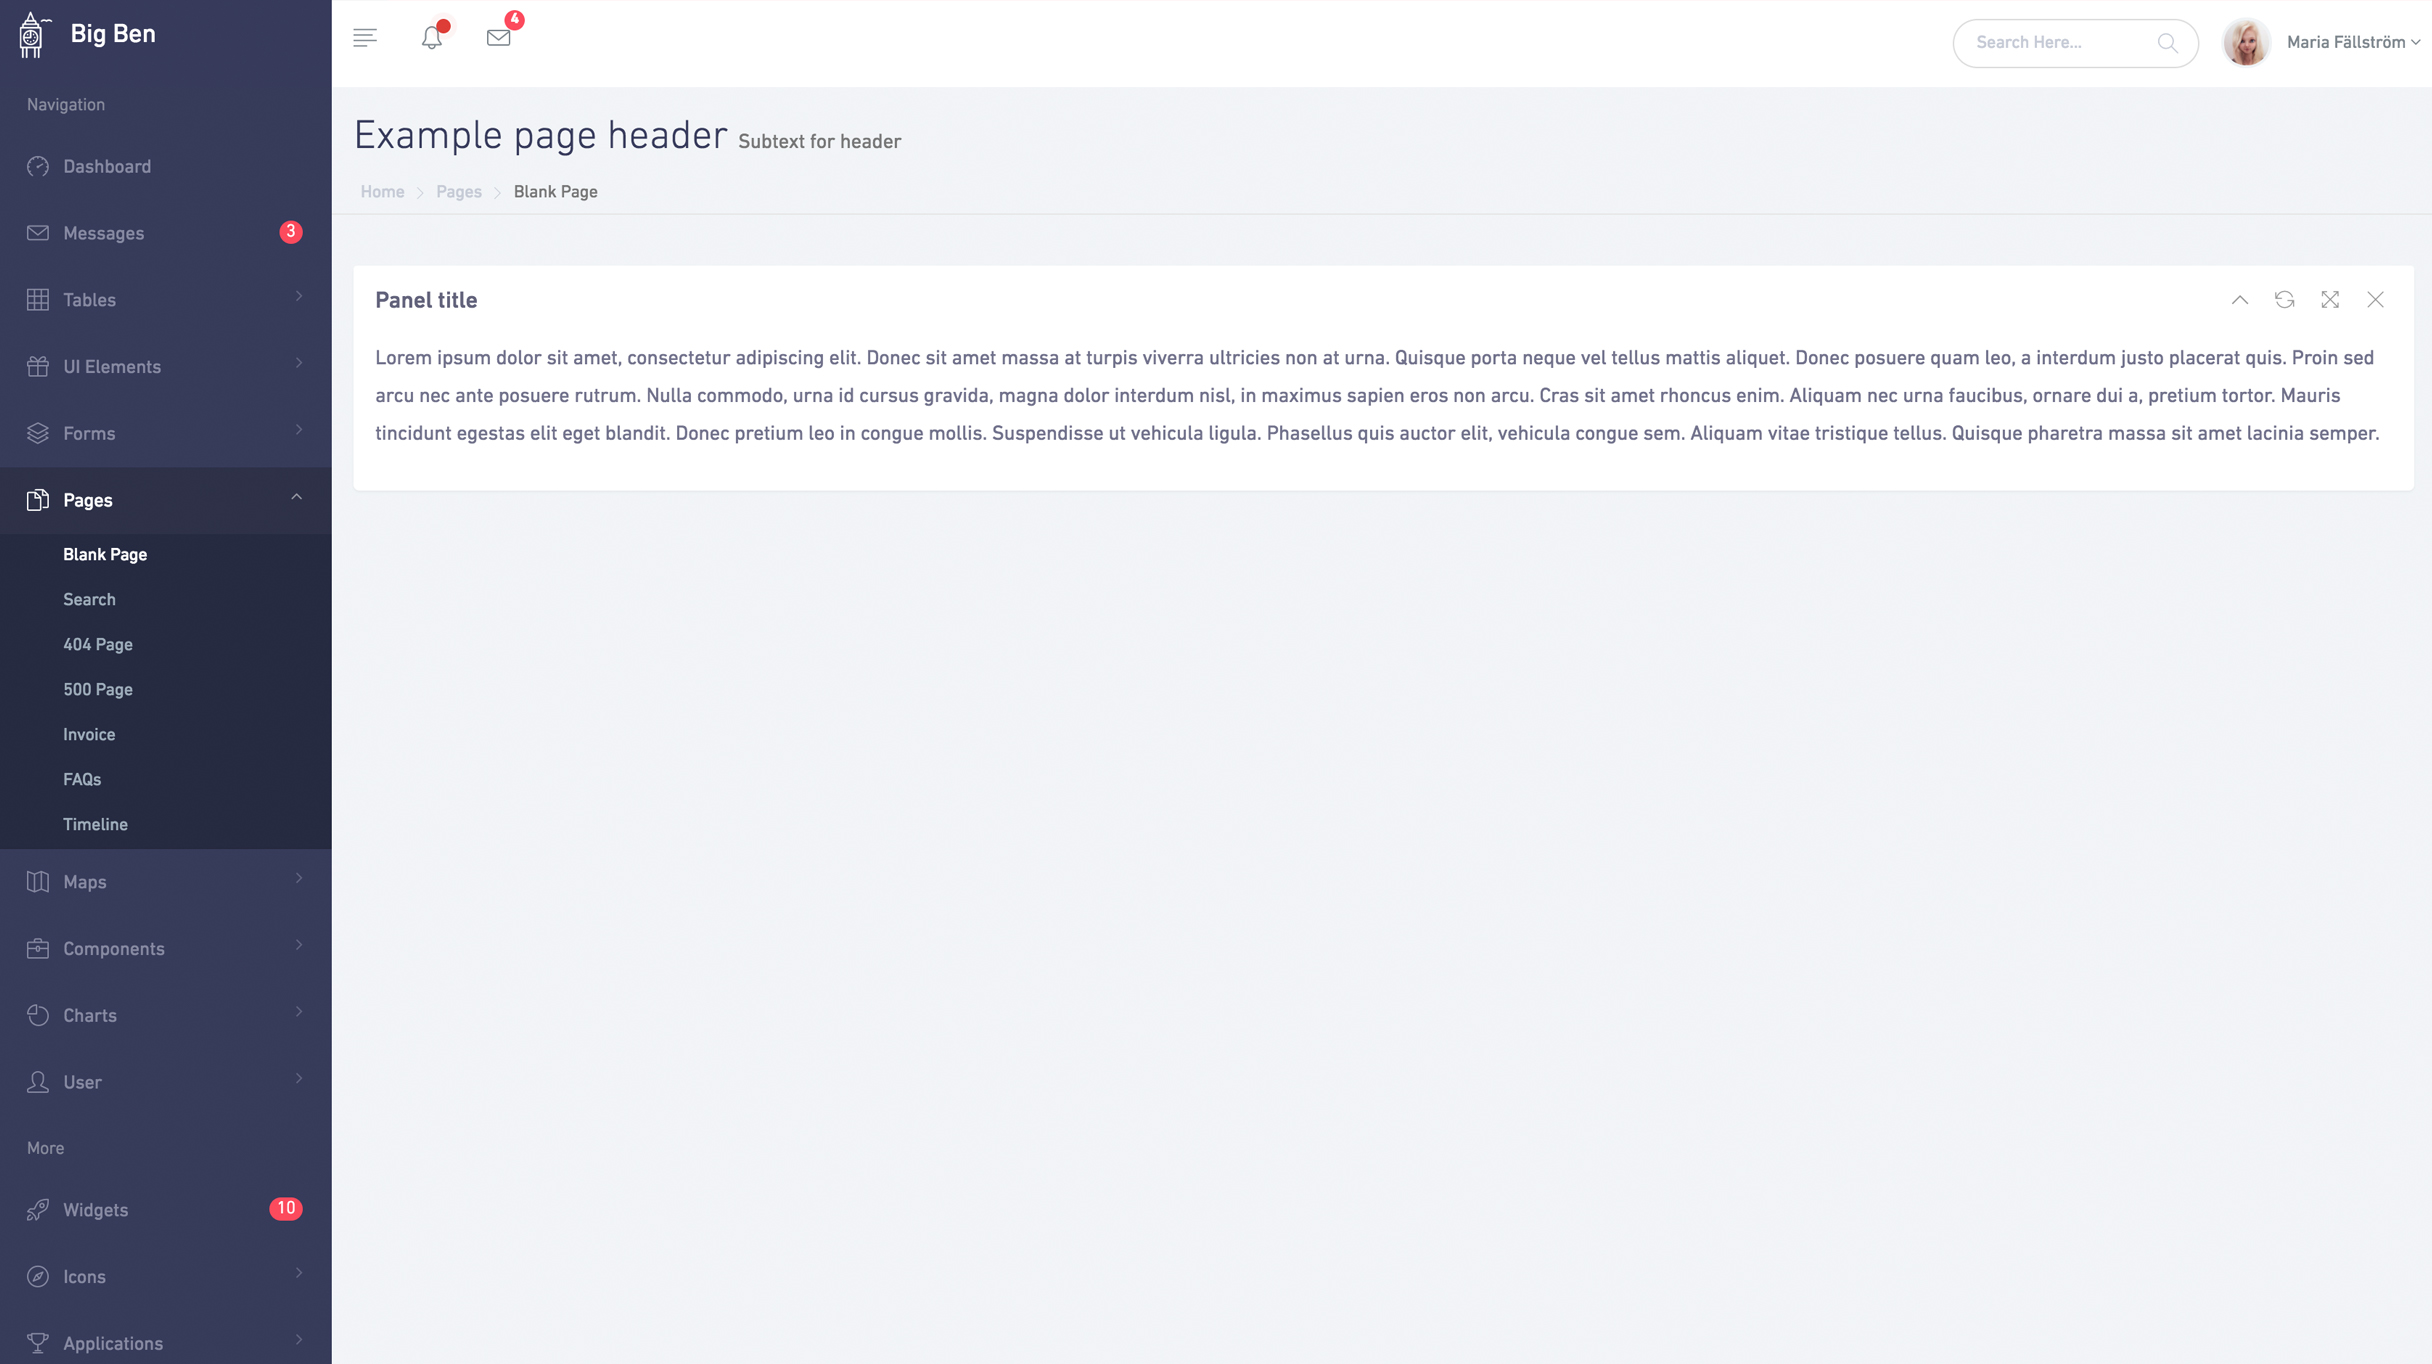 Big Ben
4
Search Here...
Maria Fällström
Navigation
Dashboard
Messages
3
Tables
UI Elements
Forms
Pages
Blank Page
Search
404 Page
500 Page
Invoice
FAQs
Timeline
Maps
Components
Charts
User
More
Widgets
10
Icons
Applications
Example page header Subtext for header
Home
Pages
Blank Page
Panel title
Lorem ipsum dolor sit amet, consectetur adipiscing elit. Donec sit amet massa at turpis viverra ultricies non at urna. Quisque porta neque vel tellus mattis aliquet. Donec posuere quam leo, a interdum justo placerat quis. Proin sed
arcu nec ante posuere rutrum. Nulla commodo, urna id cursus gravida, magna dolor interdum nisl, in maximus sapien eros non arcu. Cras sit amet rhoncus enim. Aliquam nec urna faucibus, ornare dui a, pretium tortor. Mauris
tincidunt egestas elit eget blandit. Donec pretium leo in congue mollis. Suspendisse ut vehicula ligula. Phasellus quis auctor elit, vehicula congue sem. Aliquam vitae tristique tellus. Quisque pharetra massa sit amet lacinia semper.